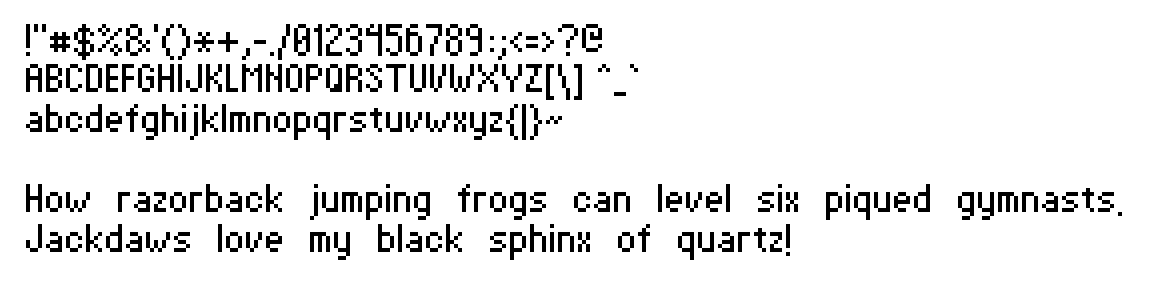 !"#$%&'()*+,-./0123456789:;<=>?@
ABCDEFGHIJKLMNOPQRSTUVWXYZ[\] ^_`
abcdefghijklmnopqrstuvwxyz{|}~
How razorback jumping frogs can level six piqued gymnasts.
Jackdaws love my black sphinx of quartz!